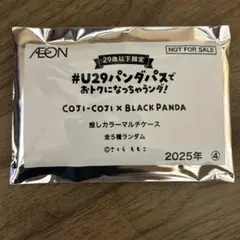 AEON
NOT FOR SALE
29歳以下限定
#U29パンダパスで
おトクになっちゃうンダ!
COJI-COJI × BLACK PANDA
推しカラーマルチケース
全5種ランダム
©さくらももこ
2025年 ④